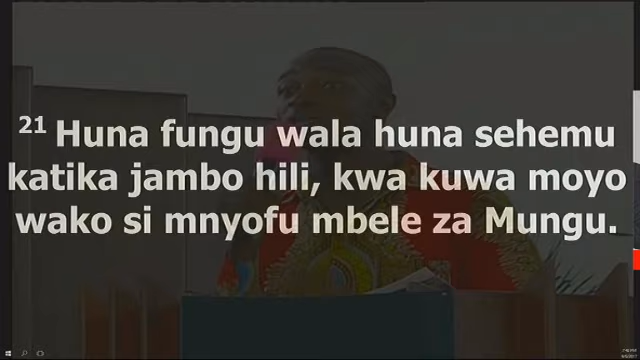 21 Huna fungu wala huna sehemu
katika jambo hili, kwa kuwa moyo
wako si mnyofu mbele za Mungu.